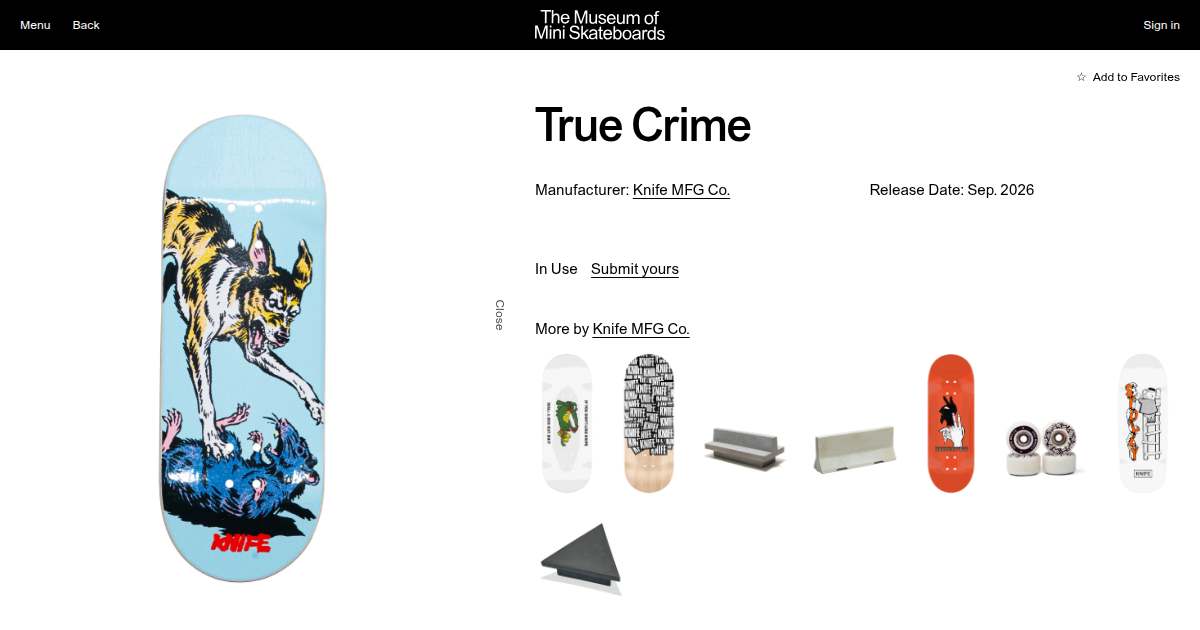 Menu
Back
The Museum of
Mini Skateboards
Sign in
☆ Add to Favorites
True Crime
Manufacturer: Knife MFG Co.
Release Date: Sep. 2026
In Use Submit yours
Close
More by Knife MFG Co.
KNIFE
KNIFE